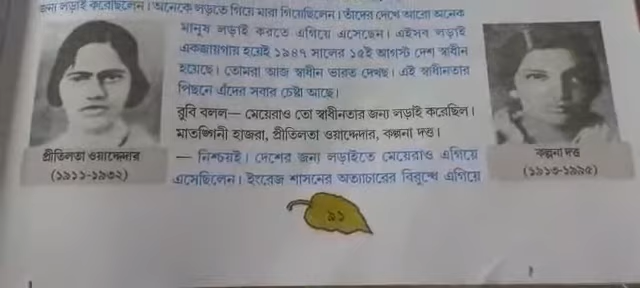 জন্য লড়াই করেছিলেন। অনেকে লড়তে গিয়ে মারা গিয়েছিলেন। তাঁদের দেখে আরো অনেক
মানুষ লড়াই করতে এগিয়ে এসেছেন। এইসব লড়াই
একজায়গায় হয়েই ১৯৪৭ সালের ১৫ই আগস্ট দেশ স্বাধীন
হয়েছে। তোমরা আজ স্বাধীন ভারত দেখছ। এই স্বাধীনতার
পিছনে এঁদের সবার চেষ্টা আছে।
রুবি বলল— মেয়েরাও তো স্বাধীনতার জন্য লড়াই করেছিল।
মাতঙ্গিনী হাজরা, প্রীতিলতা ওয়াদ্দেদার, কল্পনা দত্ত।
— নিশ্চয়ই। দেশের জন্য লড়াইতে মেয়েরাও এগিয়ে
এসেছিলেন। ইংরেজ শাসনের অত্যাচারের বিরুদ্ধে এগিয়ে
প্রীতিলতা ওয়াদ্দেদার
(১৯১১-১৯৩২)
কল্পনা দত্ত
(১৯১৩-১৯৯৫)
৯১